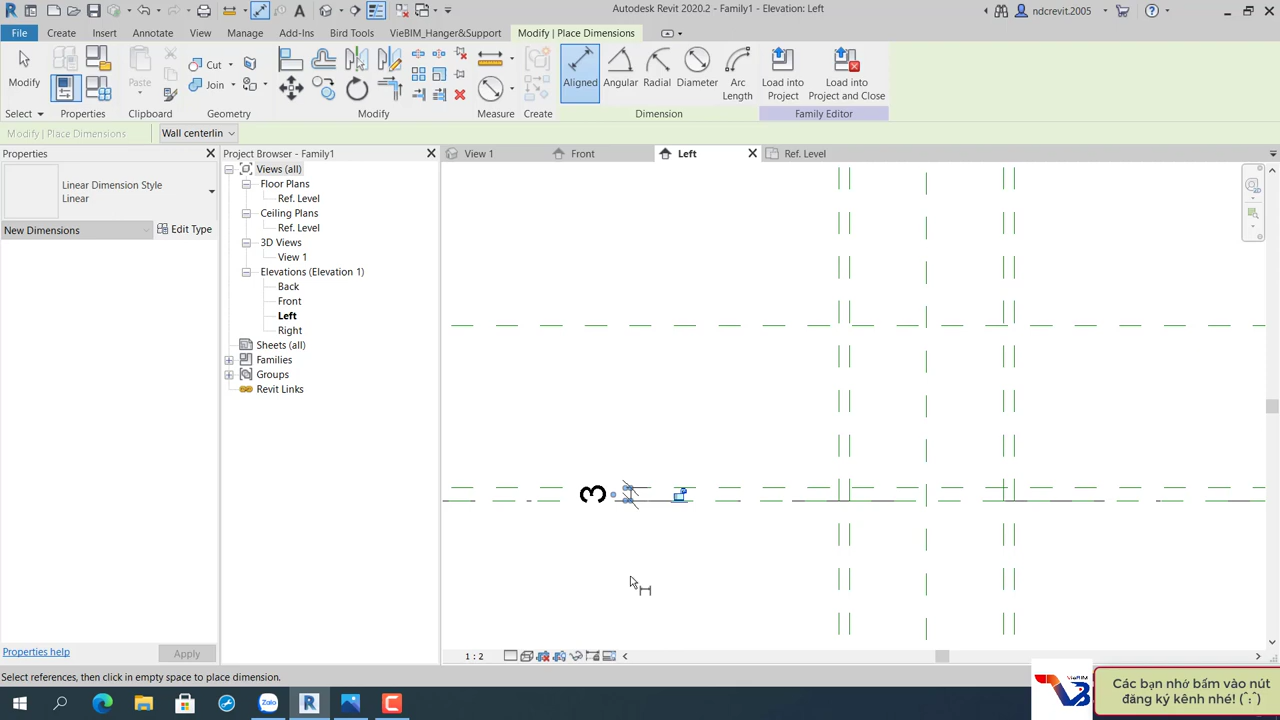 Autodesk Revit 2020.2 - Family1 - Elevation: Left
ndcrevit.2005
File Create Insert Annotate View Manage Add-Ins Bird Tools VieBIM_Hanger&Support Modify | Place Dimensions
Modify
Paste
Cut
Join
Aligned Angular Radial Diameter Arc Length
Load into Project
Load into Project and Close
Select Properties Clipboard Geometry Modify Measure Create Dimension Family Editor
Modify | Place Dimensions
Wall centerlin
Properties
Linear Dimension Style
Linear
New Dimensions
Edit Type
Properties help
Apply
Project Browser - Family1
Views (all)
Floor Plans
Ref. Level
Ceiling Plans
Ref. Level
3D Views
View 1
Elevations (Elevation 1)
Back
Front
Left
Right
Sheets (all)
Families
Groups
Revit Links
View 1 Front Left Ref. Level
3
1 : 2
Select references, then click in empty space to place dimension.
VieBIM
Các bạn nhớ bấm vào nút
đăng ký kênh nhé! (ˆ:ˆ)
Zalo